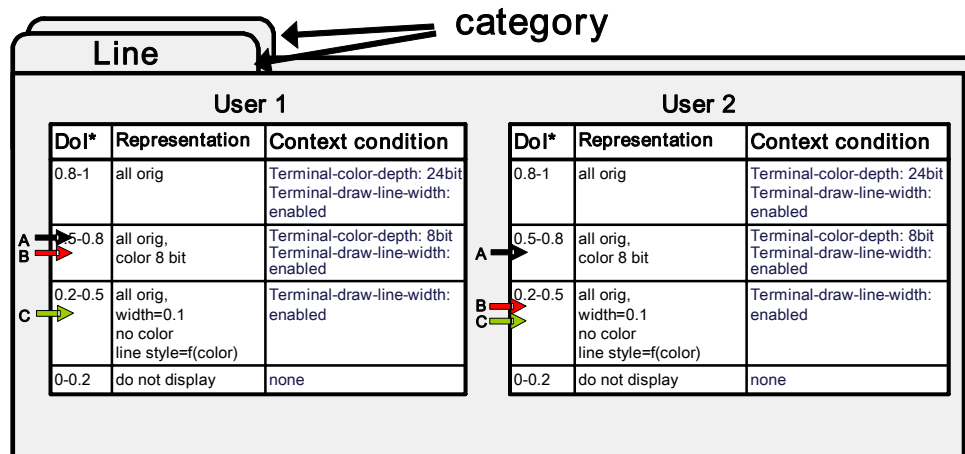 category
Line
User 1
DoI* Representation Context condition
0.8-1 all orig Terminal-color-depth: 24bit
Terminal-draw-line-width:
enabled
A 0.5-0.8 all orig, Terminal-color-depth: 8bit
B color 8 bit Terminal-draw-line-width:
enabled
0.2-0.5 all orig, Terminal-draw-line-width:
C width=0.1 enabled
no color
line style=f(color)
0-0.2 do not display none
User 2
DoI* Representation Context condition
0.8-1 all orig Terminal-color-depth: 24bit
Terminal-draw-line-width:
enabled
0.5-0.8 all orig, Terminal-color-depth: 8bit
A color 8 bit Terminal-draw-line-width:
enabled
0.2-0.5 all orig, Terminal-draw-line-width:
B width=0.1 enabled
C no color
line style=f(color)
0-0.2 do not display none